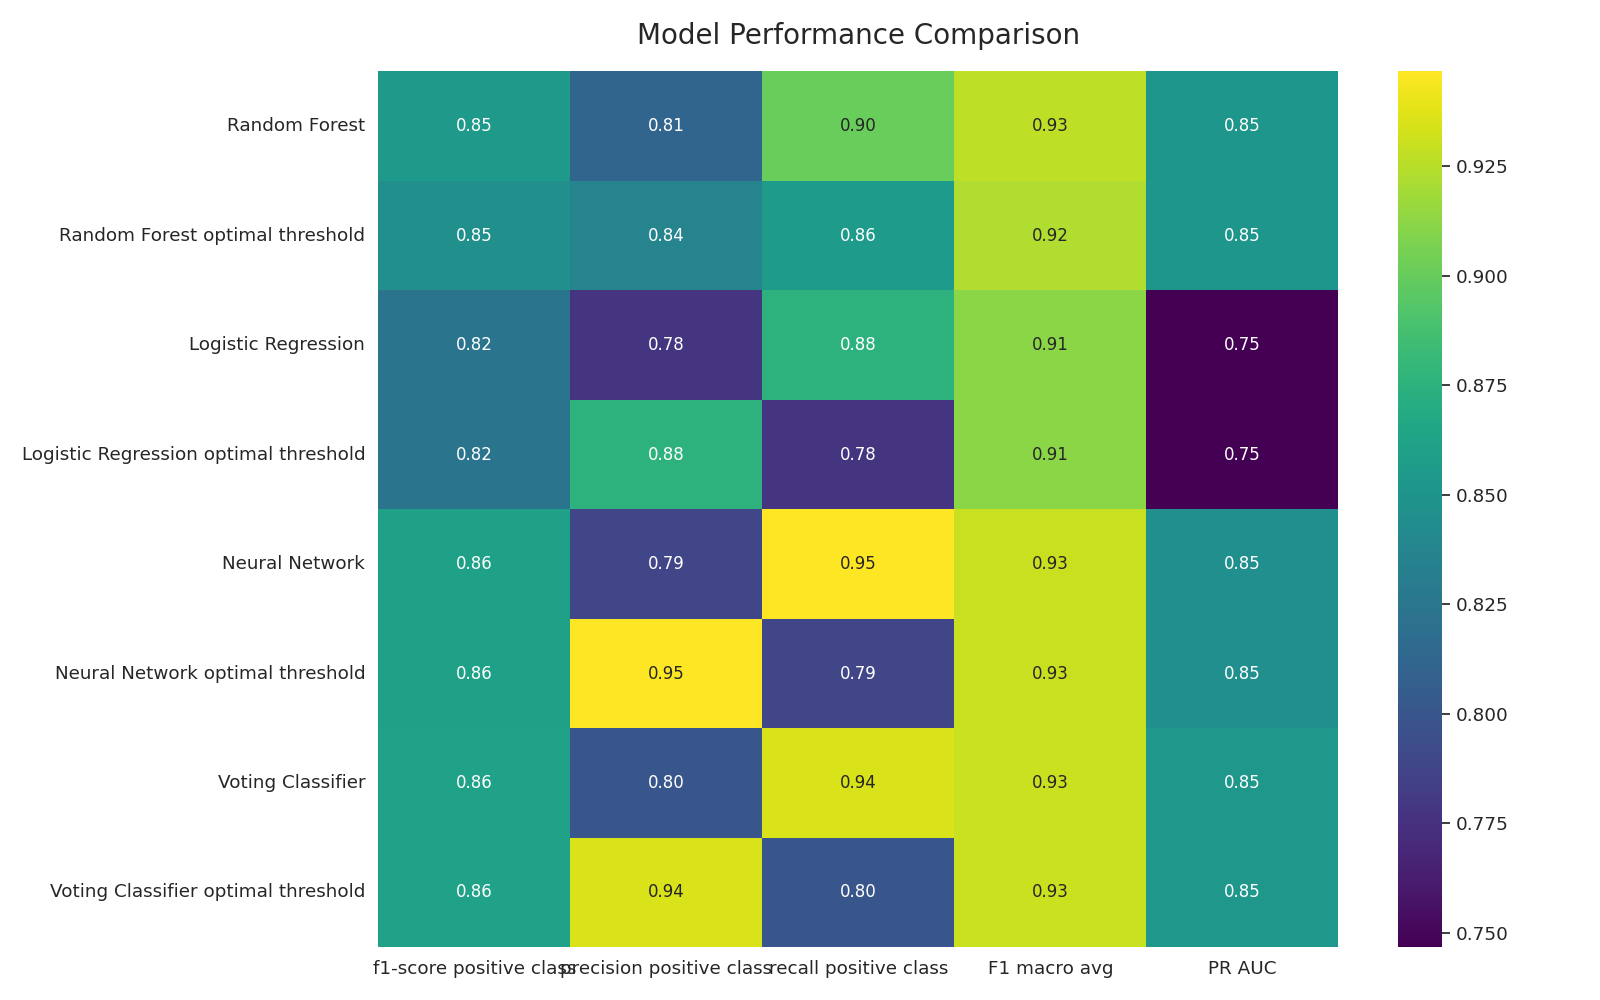 Model Performance Comparison
Random Forest 0.85 0.81 0.90 0.93 0.85
Random Forest optimal threshold 0.85 0.84 0.86 0.92 0.85
Logistic Regression 0.82 0.78 0.88 0.91 0.75
Logistic Regression optimal threshold 0.82 0.88 0.78 0.91 0.75
Neural Network 0.86 0.79 0.95 0.93 0.85
Neural Network optimal threshold 0.86 0.95 0.79 0.93 0.85
Voting Classifier 0.86 0.80 0.94 0.93 0.85
Voting Classifier optimal threshold 0.86 0.94 0.80 0.93 0.85
f1-score positive class precision positive class recall positive class F1 macro avg PR AUC
0.925
0.900
0.875
0.850
0.825
0.800
0.775
0.750